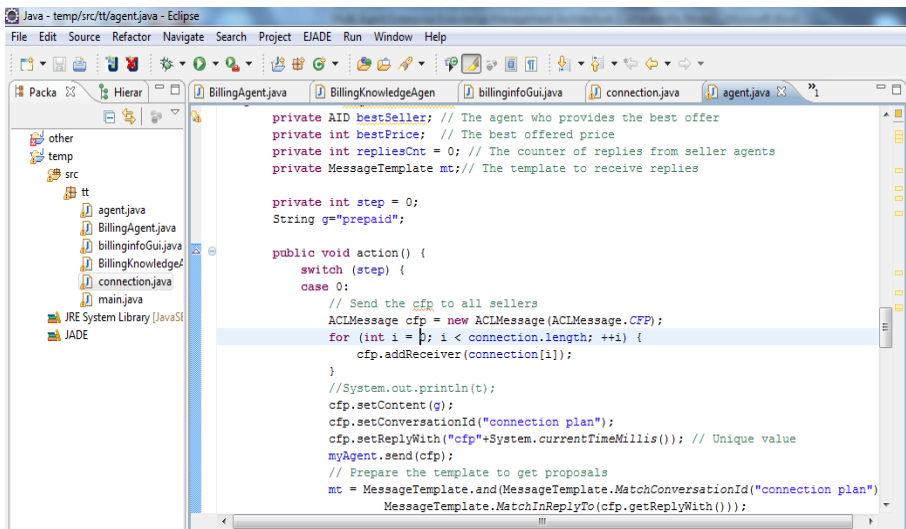 Java - temp/src/tt/agent.java - Eclipse
File Edit Source Refactor Navigate Search Project EJADE Run Window Help
Packa Hierar
BillingAgent.java BillingKnowledgeAgen billinginfoGui.java connection.java agent.java 1
other
temp
src
tt
agent.java
BillingAgent.java
billinginfoGui.java
BillingKnowledgeA
connection.java
main.java
JRE System Library [JavaSE
JADE
private AID bestSeller; // The agent who provides the best offer
private int bestPrice; // The best offered price
private int repliesCnt = 0; // The counter of replies from seller agents
private MessageTemplate mt;// The template to receive replies
private int step = 0;
String g="prepaid";
public void action() {
switch (step) {
case 0:
// Send the cfp to all sellers
ACLMessage cfp = new ACLMessage(ACLMessage.CFP);
for (int i = 0; i < connection.length; ++i) {
cfp.addReceiver(connection[i]);
}
//System.out.println(t);
cfp.setContent(g);
cfp.setConversationId("connection plan");
cfp.setReplyWith("cfp"+System.currentTimeMillis()); // Unique value
myAgent.send(cfp);
// Prepare the template to get proposals
mt = MessageTemplate.and(MessageTemplate.MatchConversationId("connection plan")
MessageTemplate.MatchInReplyTo(cfp.getReplyWith()));